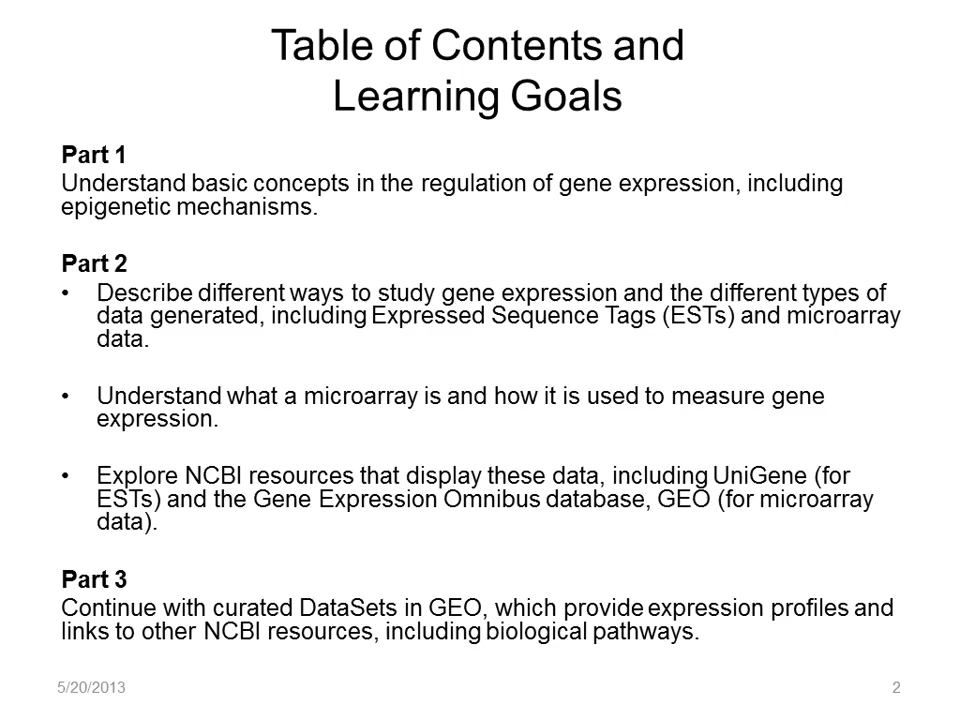 Table of Contents and
Learning Goals
Part 1
Understand basic concepts in the regulation of gene expression, including
epigenetic mechanisms.
Part 2
• Describe different ways to study gene expression and the different types of
data generated, including Expressed Sequence Tags (ESTs) and microarray
data.
• Understand what a microarray is and how it is used to measure gene
expression.
• Explore NCBI resources that display these data, including UniGene (for
ESTs) and the Gene Expression Omnibus database, GEO (for microarray
data).
Part 3
Continue with curated DataSets in GEO, which provide expression profiles and
links to other NCBI resources, including biological pathways.
5/20/2013 2